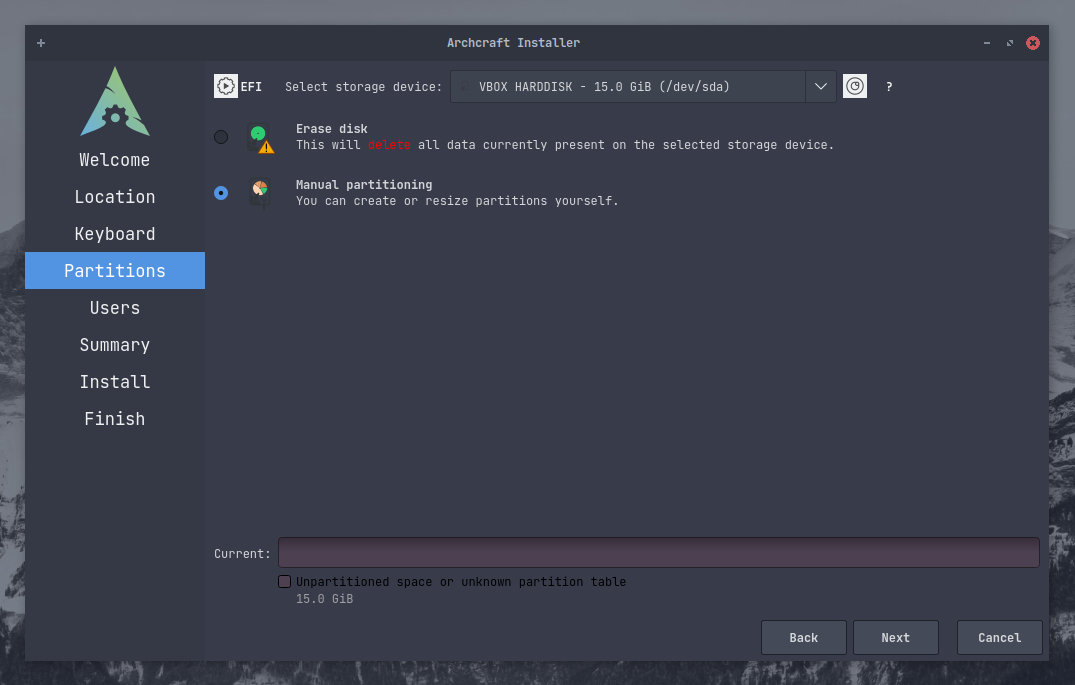 Archcraft Installer
Welcome
Location
Keyboard
Partitions
Users
Summary
Install
Finish
EFI Select storage device: VBOX HARDDISK - 15.0 GiB (/dev/sda) ?
Erase disk
This will delete all data currently present on the selected storage device.
Manual partitioning
You can create or resize partitions yourself.
Current:
Unpartitioned space or unknown partition table
15.0 GiB
Back Next Cancel